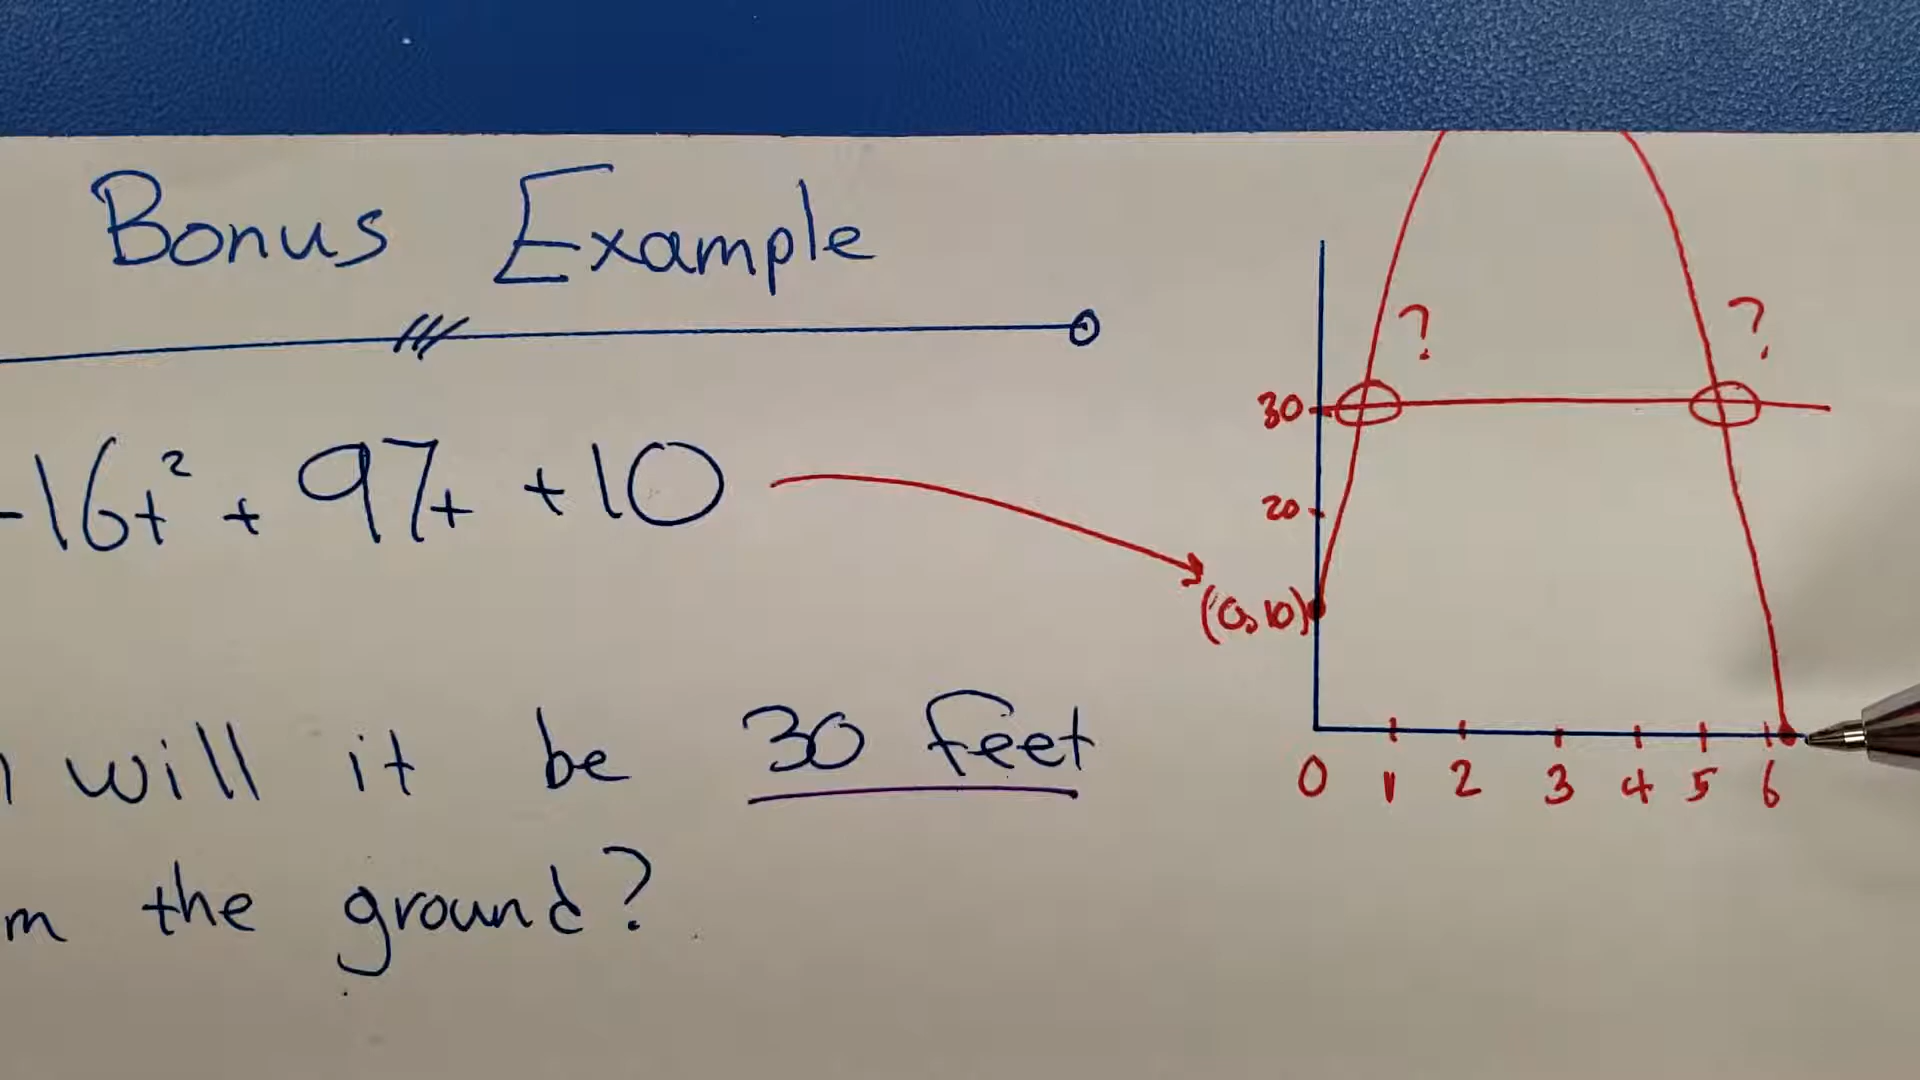 Bonus Example
-16t² + 97t + 10
will it be 30 feet
the ground?
? ?
30
20
(0,10)
0 1 2 3 4 5 6